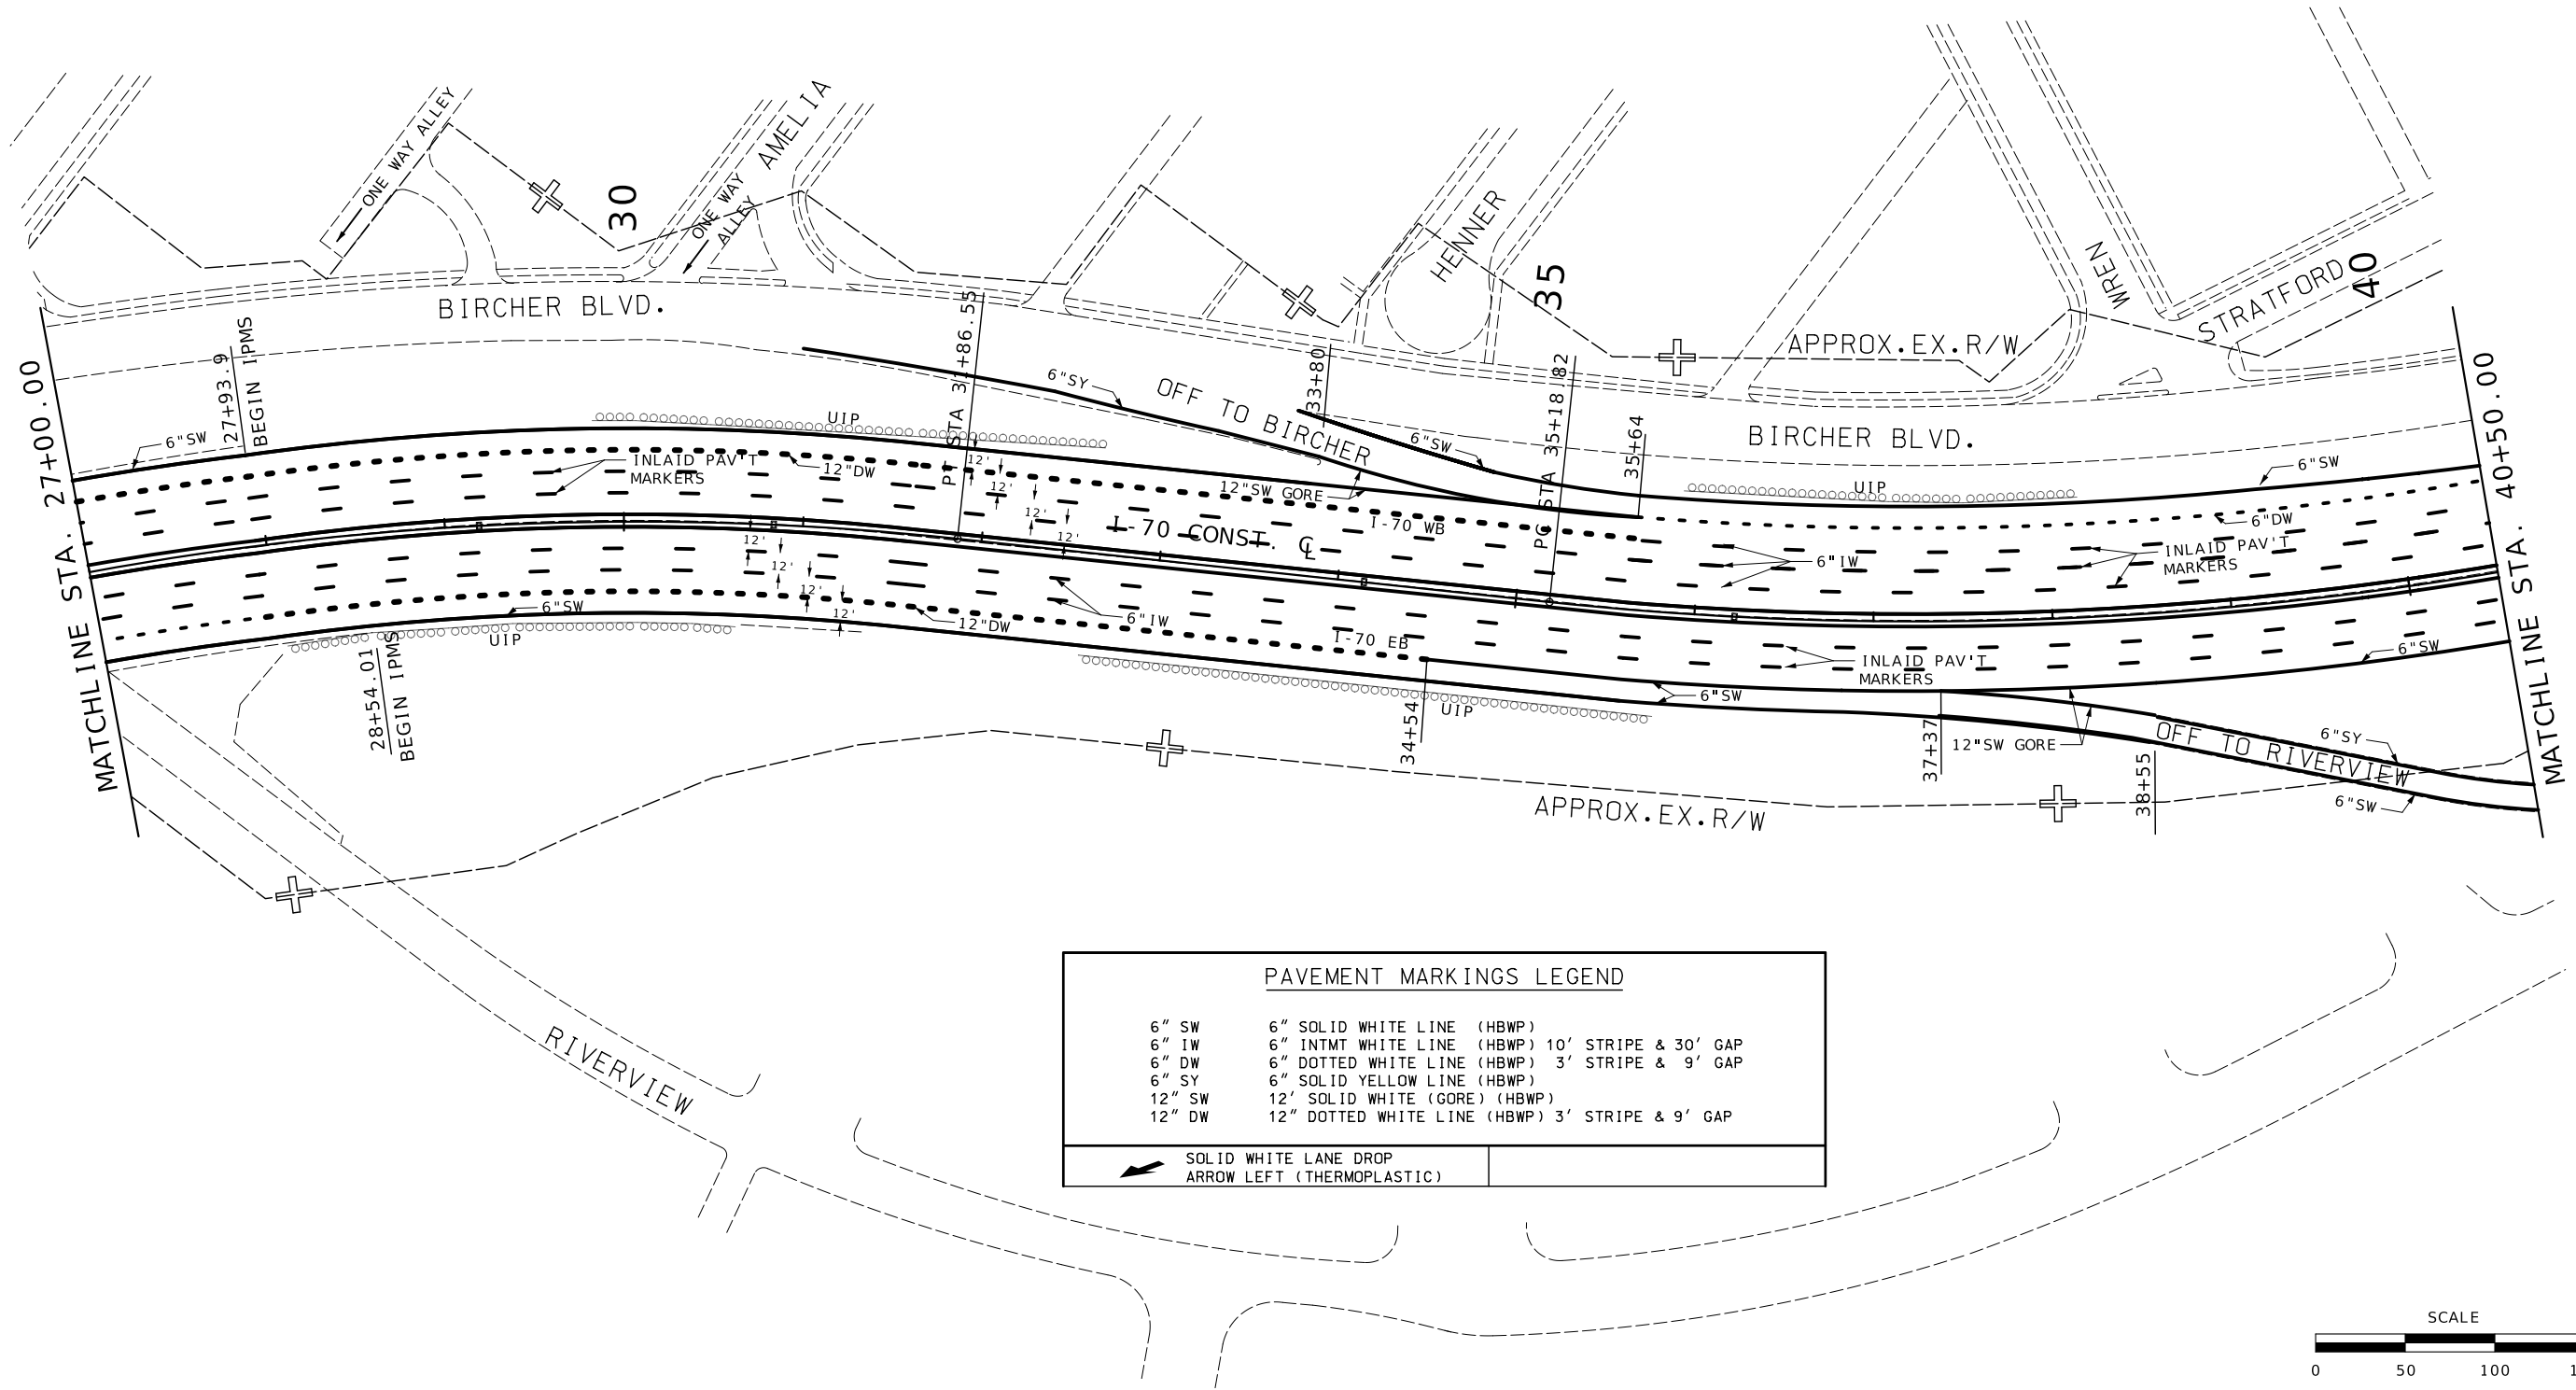 ONE WAY ALLEY
30
ONE WAY
ALLEY
AMELIA
HENNER
35
WREN
STRATFORD
40
BIRCHER BLVD.
27+93.9
BEGIN IPMS
PT STA 31+86.55
6"SY
OFF TO BIRCHER
33+80
PC STA 35+18.82
35+64
APPROX.EX.R/W
BIRCHER BLVD.
MATCHLINE STA. 27+00.00
MATCHLINE STA. 40+50.00
6"SW
UIP
INLAID PAV'T
MARKERS
12"DW
12'
12'
12'
12'
12"SW GORE
6"SW
UIP
6"SW
6"DW
I-70 CONST. ℄
I-70 WB
6"IW
INLAID PAV'T
MARKERS
12'
12'
12'
12'
6"SW
UIP
28+54.01
BEGIN IPMS
12"DW
6"IW
I-70 EB
INLAID PAV'T
MARKERS
6"SW
6"SW
UIP
34+54
37+37
12"SW GORE
38+55
OFF TO RIVERVIEW
6"SY
6"SW
APPROX.EX.R/W
RIVERVIEW
PAVEMENT MARKINGS LEGEND
6" SW 6" SOLID WHITE LINE (HBWP)
6" IW 6" INTMT WHITE LINE (HBWP) 10' STRIPE & 30' GAP
6" DW 6" DOTTED WHITE LINE (HBWP) 3' STRIPE & 9' GAP
6" SY 6" SOLID YELLOW LINE (HBWP)
12" SW 12' SOLID WHITE (GORE) (HBWP)
12" DW 12" DOTTED WHITE LINE (HBWP) 3' STRIPE & 9' GAP
SOLID WHITE LANE DROP
ARROW LEFT (THERMOPLASTIC)
SCALE
0 50 100